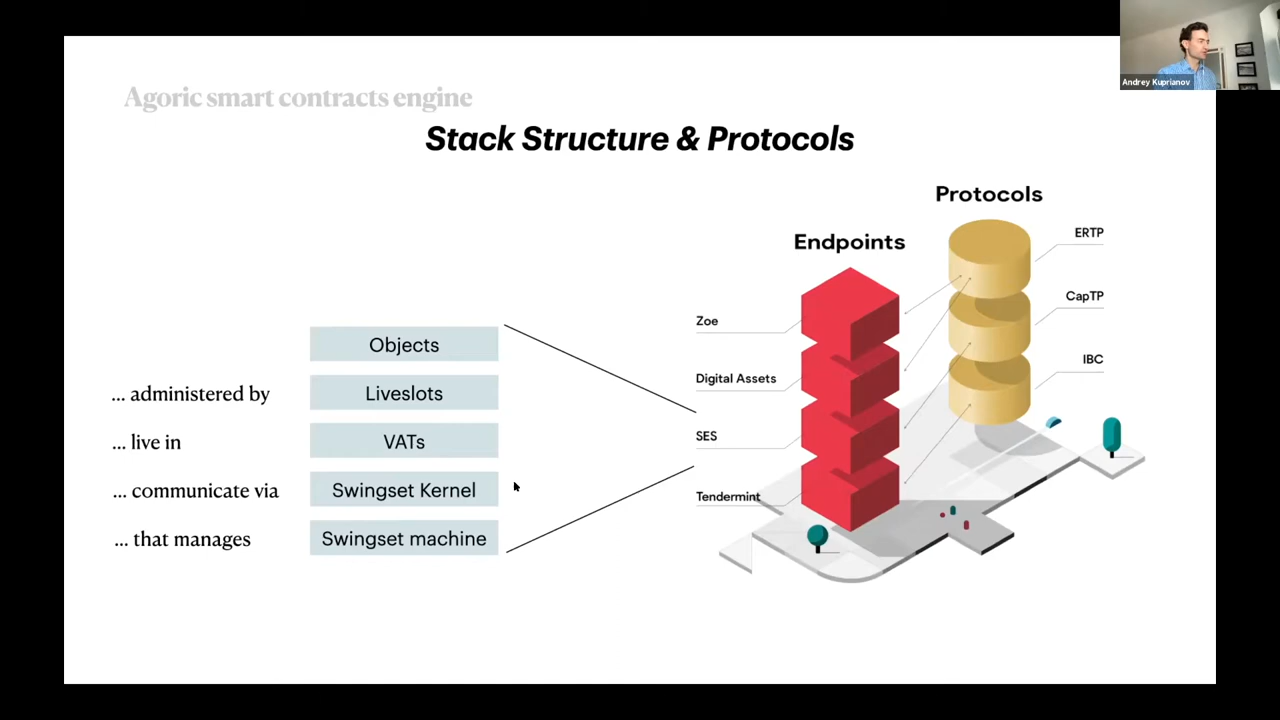 Andrey Kuprianov
Agoric smart contracts engine
Stack Structure & Protocols
Objects
... administered by Liveslots
... live in VATs
... communicate via Swingset Kernel
... that manages Swingset machine
Endpoints
Zoe
Digital Assets
SES
Tendermint
Protocols
ERTP
CapTP
IBC